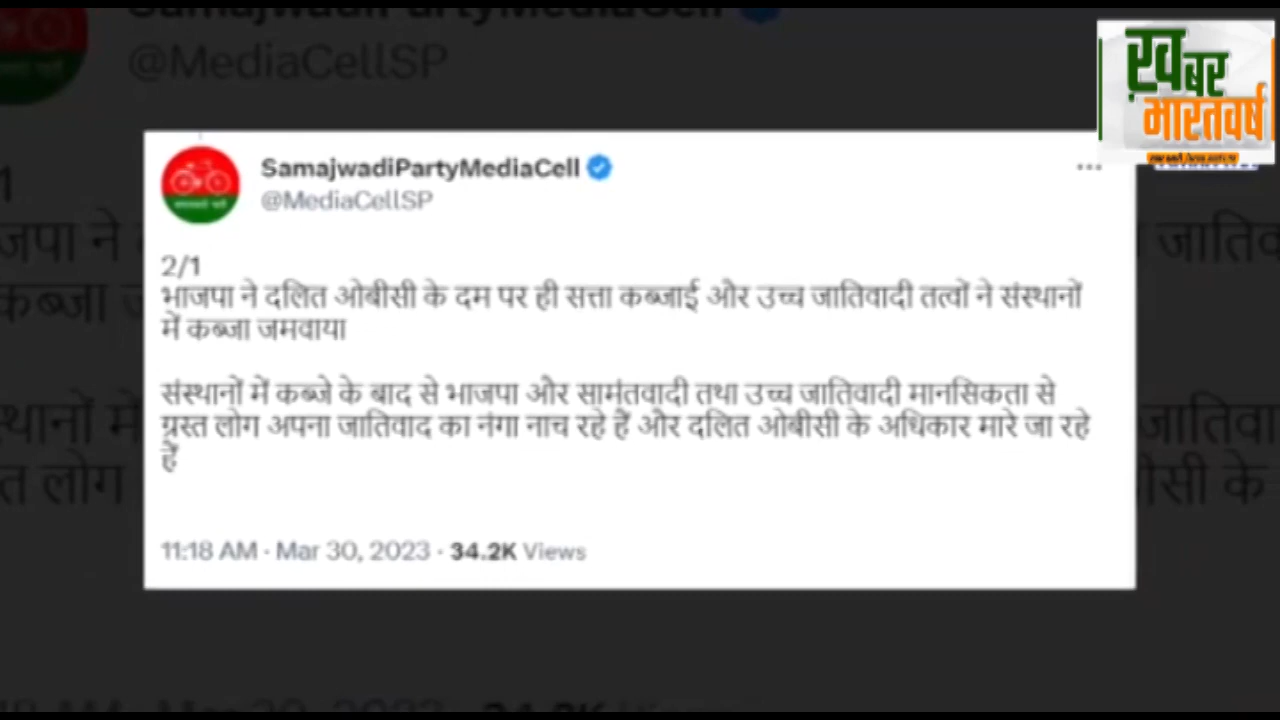 SamajwadiPartyMediaCell
@MediaCellSP
ख़बर
भारतवर्ष
SamajwadiPartyMediaCell
@MediaCellSP
2/1
भाजपा ने दलित ओबीसी के दम पर ही सत्ता कब्जाई और उच्च जातिवादी तत्वों ने संस्थानों
में कब्जा जमवाया
संस्थानों में कब्जे के बाद से भाजपा और सामंतवादी तथा उच्च जातिवादी मानसिकता से
ग्रस्त लोग अपना जातिवाद का नंगा नाच रहे हैं और दलित ओबीसी के अधिकार मारे जा रहे
हैं
11:18 AM · Mar 30, 2023 · 34.2K Views